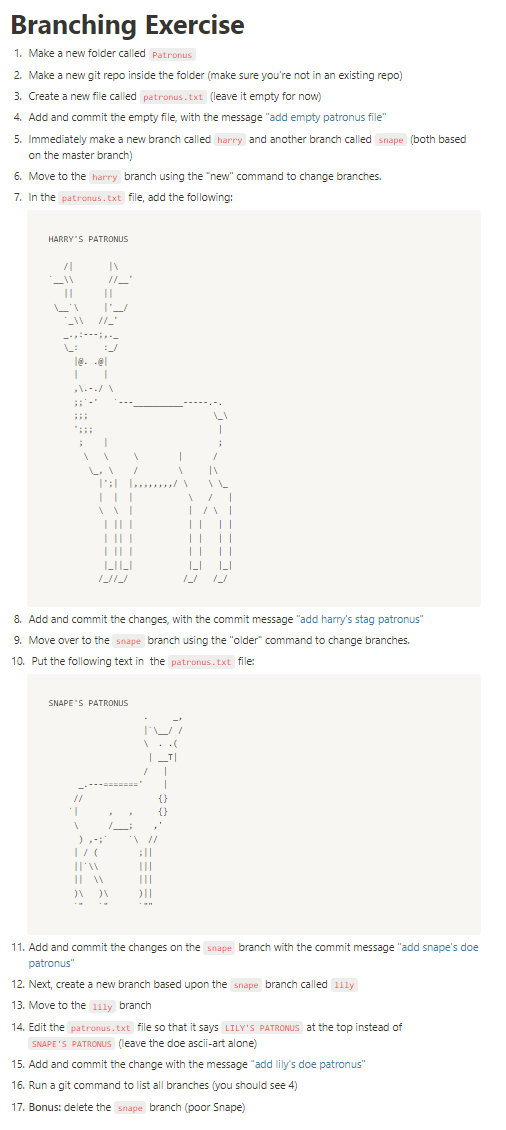 Branching Exercise
1. Make a new folder called Patronus
2. Make a new git repo inside the folder (make sure you're not in an existing repo)
3. Create a new file called patronus.txt (leave it empty for now)
4. Add and commit the empty file, with the message "add empty patronus file"
5. Immediately make a new branch called harry and another branch called snape (both based
on the master branch)
6. Move to the harry branch using the "new" command to change branches.
7. In the patronus.txt file, add the following:
HARRY'S PATRONUS
8. Add and commit the changes, with the commit message "add harry's stag patronus"
9. Move over to the snape branch using the "older" command to change branches.
10. Put the following text in the patronus.txt file:
SNAPE'S PATRONUS
11. Add and commit the changes on the snape branch with the commit message "add snape's doe
patronus"
12. Next, create a new branch based upon the snape branch called lily
13. Move to the lily branch
14. Edit the patronus.txt file so that it says LILY'S PATRONUS at the top instead of
SNAPE'S PATRONUS (leave the doe ascii-art alone)
15. Add and commit the change with the message "add lily's doe patronus"
16. Run a git command to list all branches (you should see 4)
17. Bonus: delete the snape branch (poor Snape)